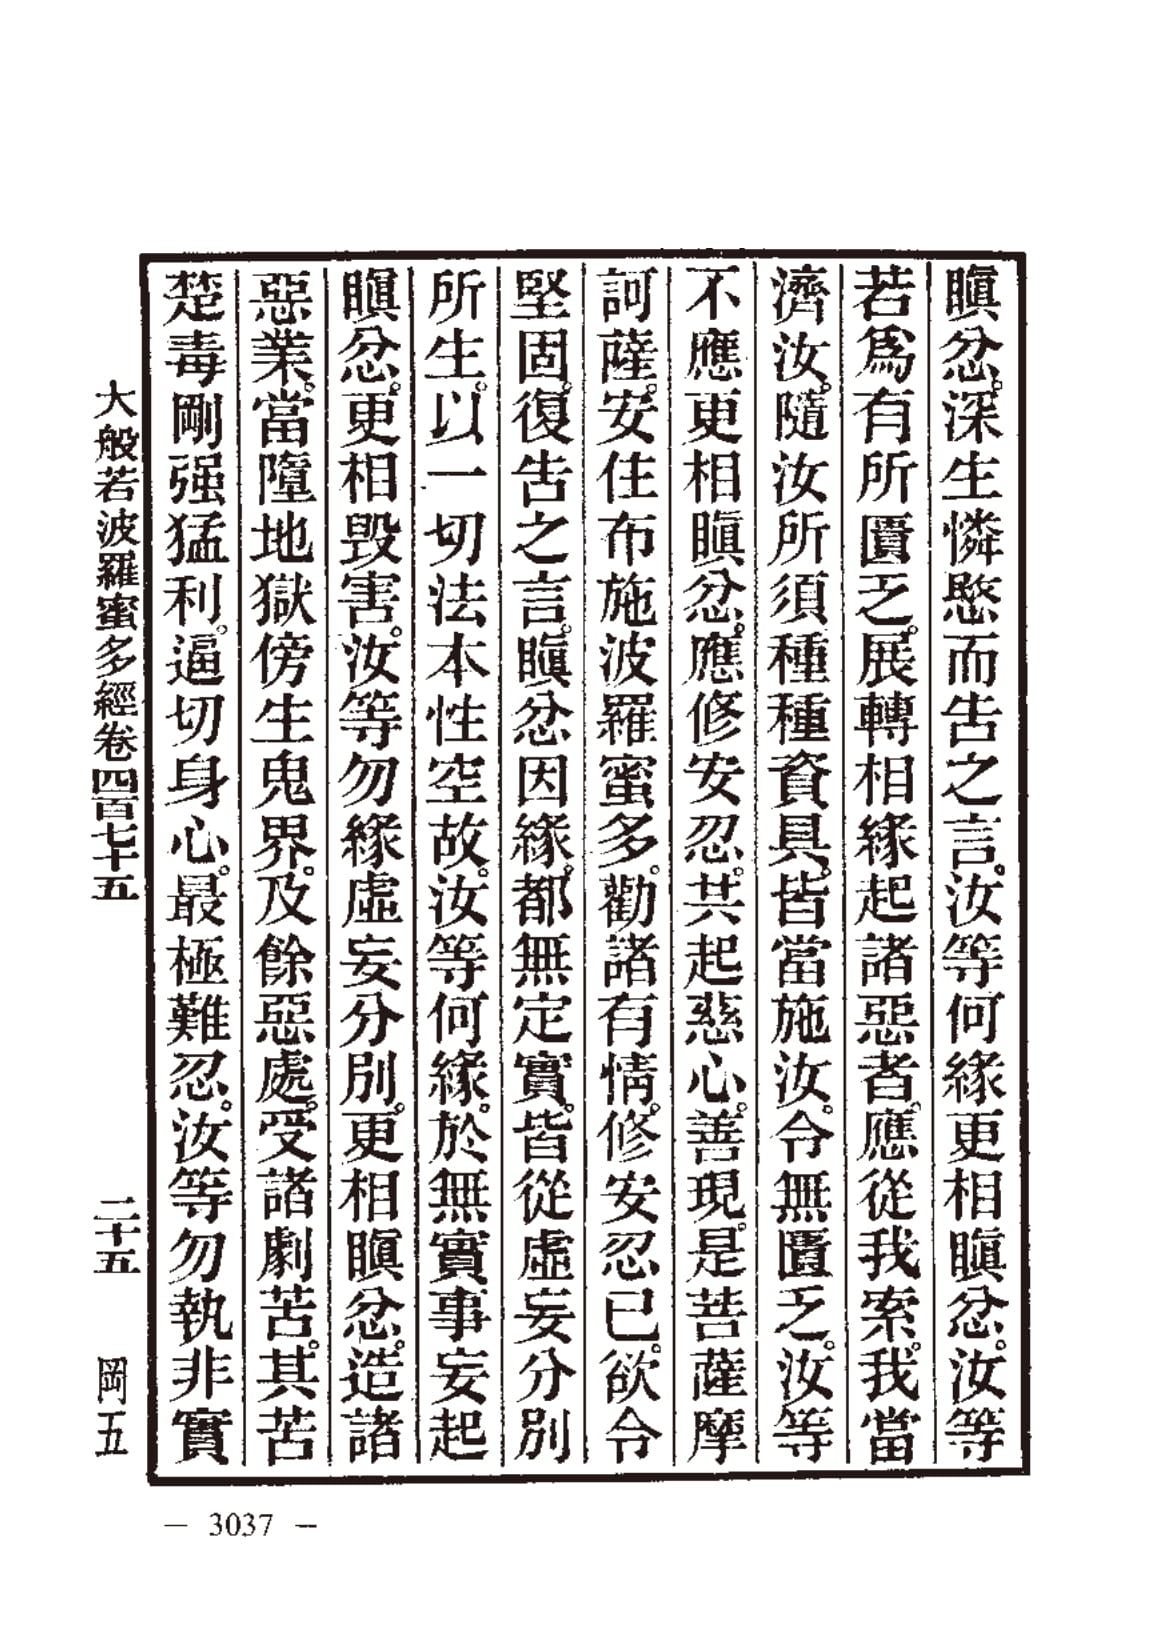 瞋忿。深生憐愍而告之言。汝等何緣更相瞋忿。汝等
若爲有所匱乏。展轉相緣起諸惡者。應從我索。我當
濟汝。隨汝所須種種資具。皆當施汝。令無匱乏。汝等
不應更相瞋忿。應修安忍。共起慈心。善現。是菩薩摩
訶薩。安住布施波羅蜜多。勸諸有情。修安忍已。欲令
堅固。復告之言。瞋忿因緣。都無定實。皆從虛妄分別
所生。以一切法本性空故。汝等何緣。於無實事妄起
瞋忿。更相毀害。汝等勿緣虛妄分別。更相瞋忿。造諸
惡業。當墮地獄傍生鬼界。及餘惡處。受諸劇苦。其苦
楚毒剛强猛利。逼切身心。最極難忍。汝等勿執非實
大般若波羅蜜多經卷四百七十五 二十五 岡五
— 3037 —